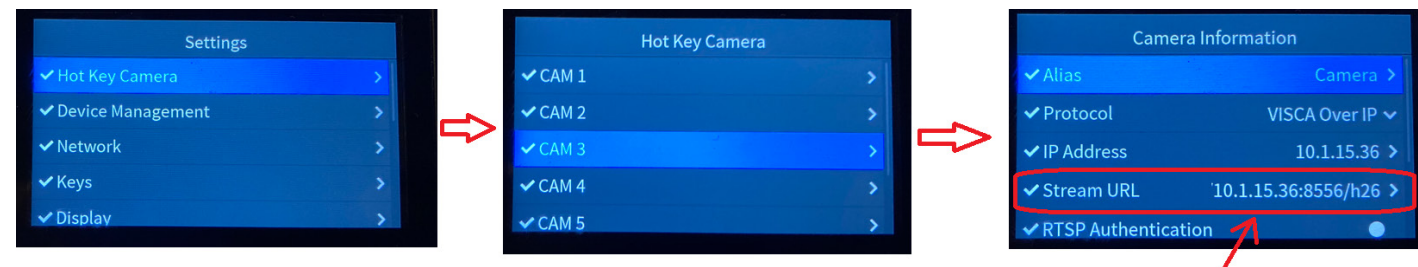 Settings
Hot Key Camera
Device Management
Network
Keys
Display
Hot Key Camera
CAM 1
CAM 2
CAM 3
CAM 4
CAM 5
Camera Information
Alias Camera
Protocol VISCA Over IP
IP Address 10.1.15.36
Stream URL 10.1.15.36:8556/h26
RTSP Authentication